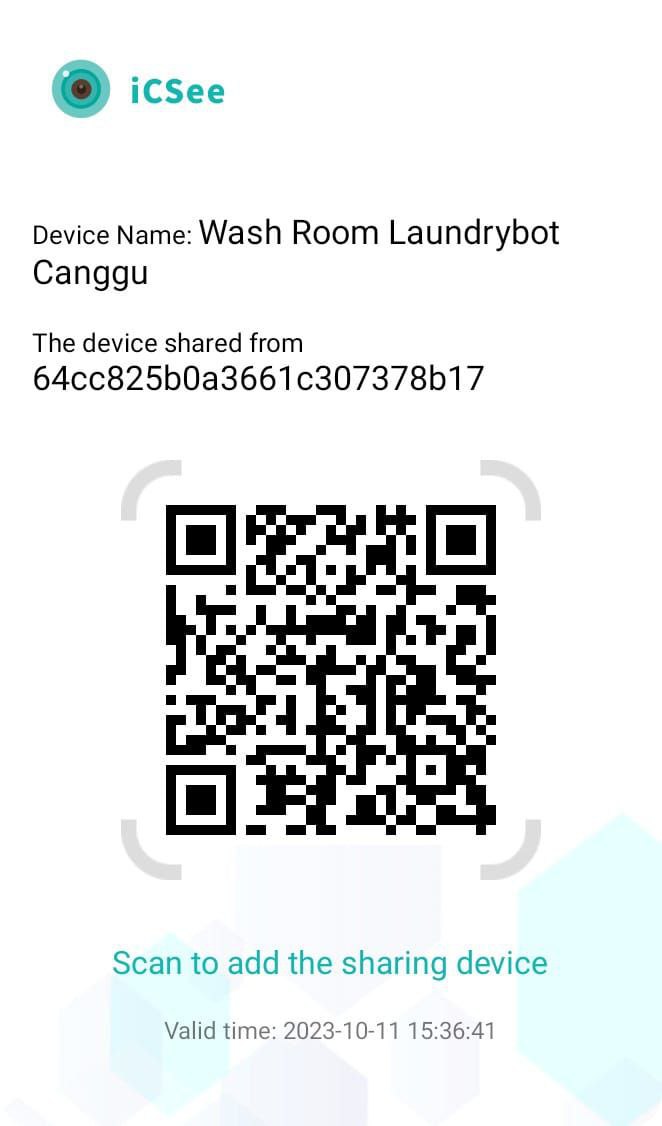 iCSee
Device Name: Wash Room Laundrybot
Canggu
The device shared from
64cc825b0a3661c307378b17
Scan to add the sharing device
Valid time: 2023-10-11 15:36:41